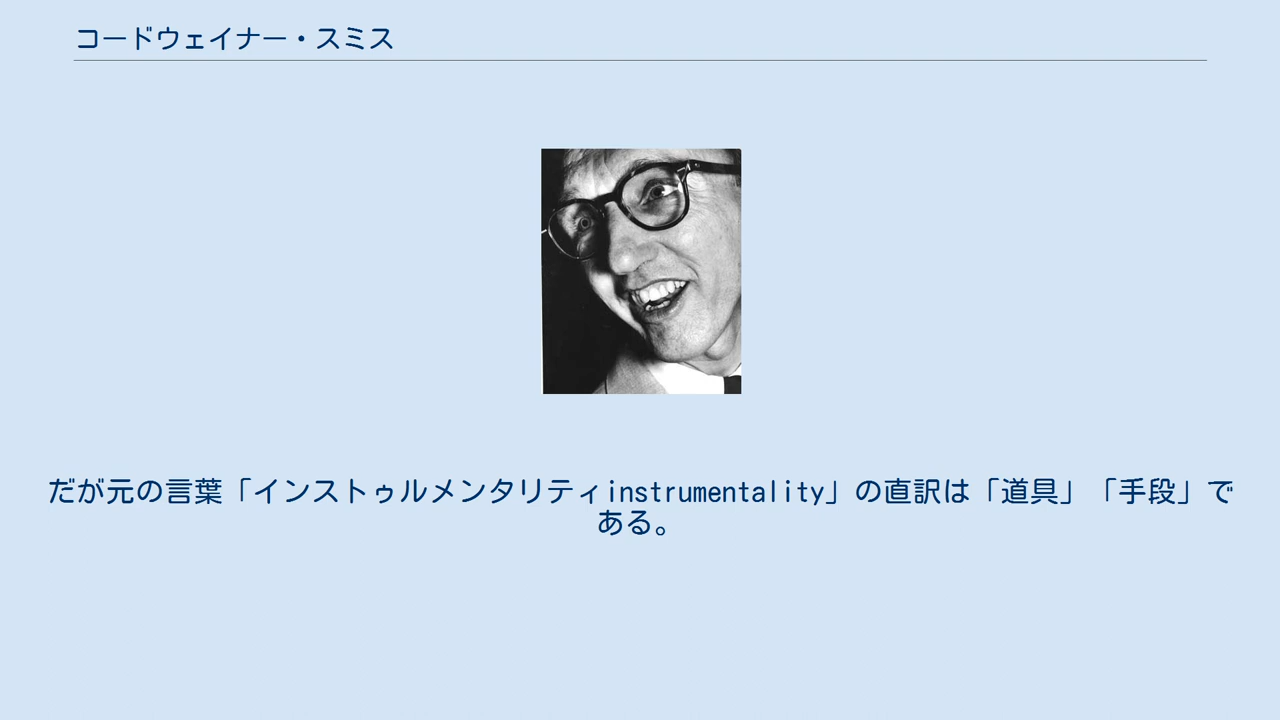 コードウェイナー・スミス
だが元の言葉「インストゥルメンタリティinstrumentality」の直訳は「道具」「手段」で
ある。